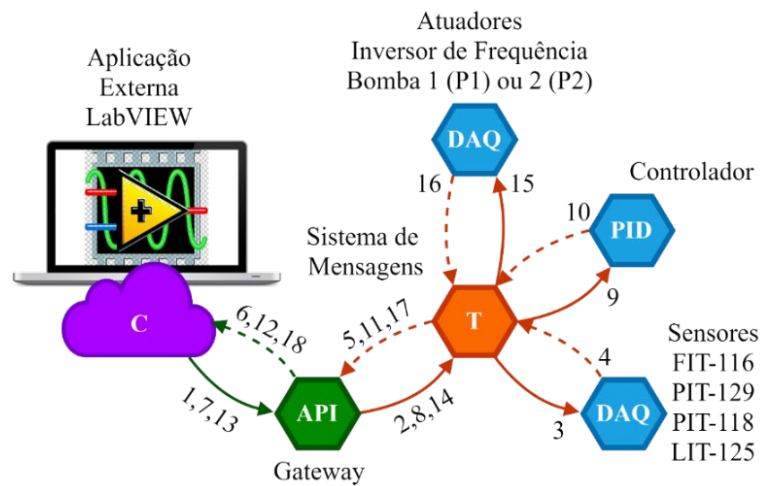 Atuadores
Inversor de Frequência
Bomba 1 (P1) ou 2 (P2)
Aplicação
Externa
LabVIEW
DAQ
Controlador
16
15
10
PID
Sistema de
Mensagens
9
C
6,12,18
5,11,17
T
Sensores
FIT-116
PIT-129
PIT-118
LIT-125
4
1,7,13
API
2,8,14
3
DAQ
Gateway